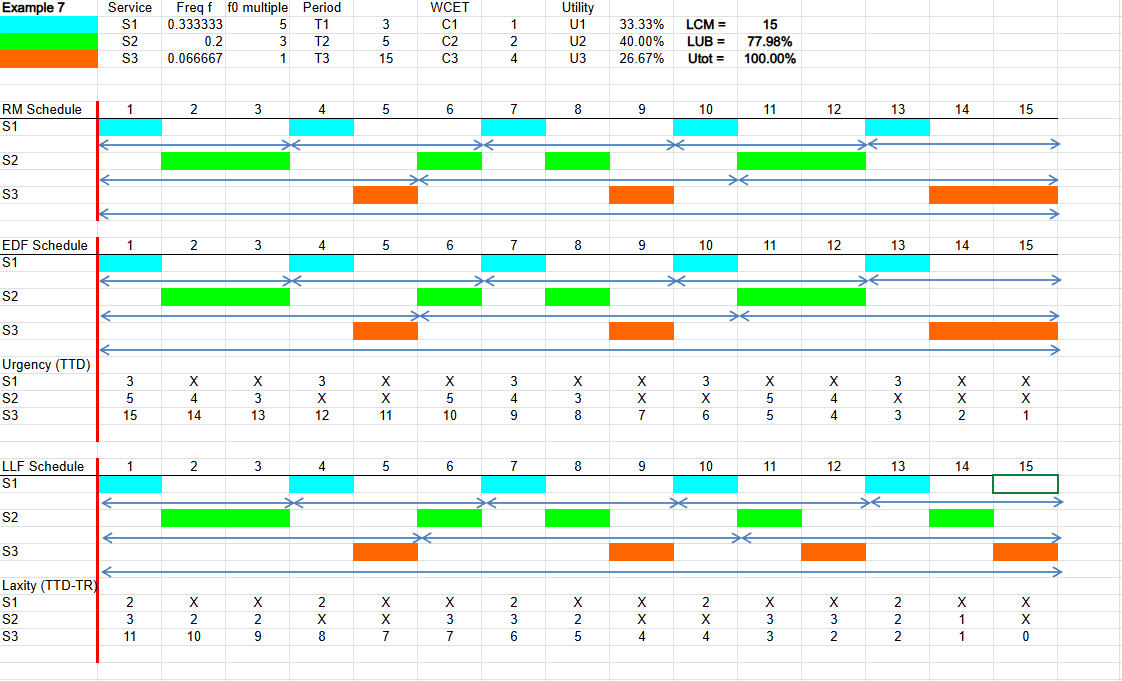 Example 7 Service Freq f f0 multiple Period WCET Utility
S1 0.333333 5 T1 3 C1 1 U1 33.33% LCM = 15
S2 0.2 3 T2 5 C2 2 U2 40.00% LUB = 77.98%
S3 0.066667 1 T3 15 C3 4 U3 26.67% Utot = 100.00%
RM Schedule 1 2 3 4 5 6 7 8 9 10 11 12 13 14 15
S1
S2
S3
EDF Schedule 1 2 3 4 5 6 7 8 9 10 11 12 13 14 15
S1
S2
S3
Urgency (TTD)
S1 3 X X 3 X X 3 X X 3 X X 3 X X
S2 5 4 3 X X 5 4 3 X X 5 4 X X X
S3 15 14 13 12 11 10 9 8 7 6 5 4 3 2 1
LLF Schedule 1 2 3 4 5 6 7 8 9 10 11 12 13 14 15
S1
S2
S3
Laxity (TTD-TR)
S1 2 X X 2 X X 2 X X 2 X X 2 X X
S2 3 2 2 X X 3 3 2 X X 3 3 2 1 X
S3 11 10 9 8 7 7 6 5 4 4 3 2 2 1 0